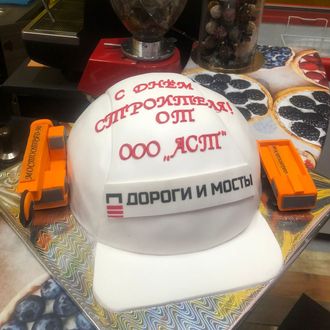 С ДНЁМ
СТРОИТЕЛЯ!
ОТ
ООО „АСТ"
ДОРОГИ И МОСТЫ